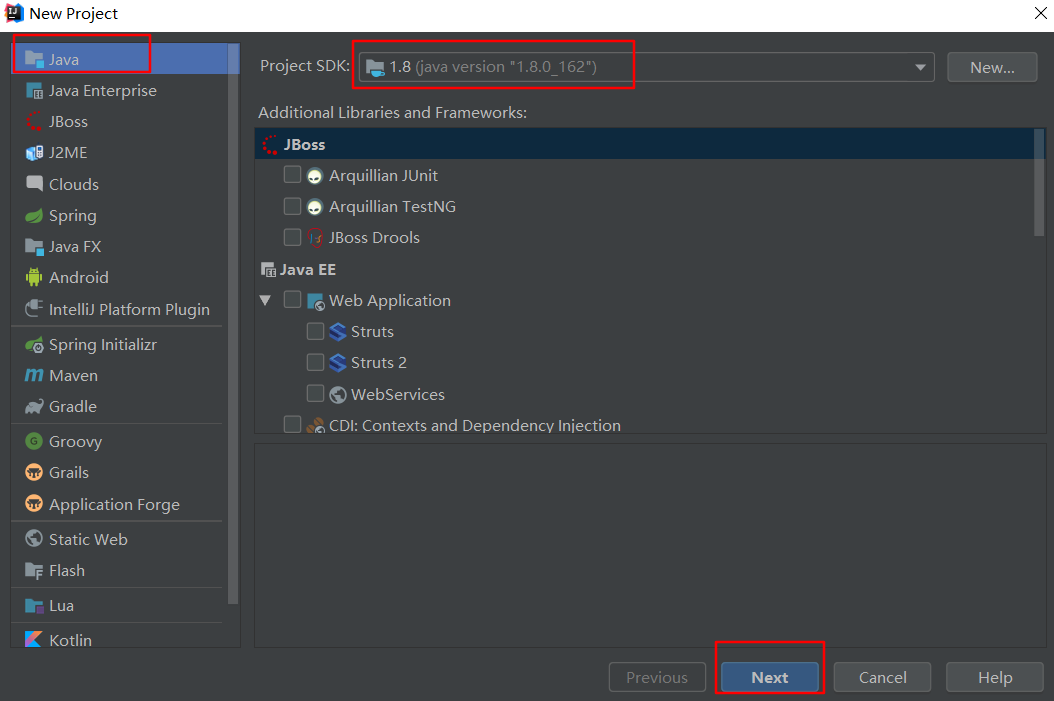 New Project
Java
Java Enterprise
JBoss
J2ME
Clouds
Spring
Java FX
Android
IntelliJ Platform Plugin
Spring Initializr
Maven
Gradle
Groovy
Grails
Application Forge
Static Web
Flash
Lua
Kotlin
Project SDK: 1.8 (java version "1.8.0_162") New...
Additional Libraries and Frameworks:
JBoss
Arquillian JUnit
Arquillian TestNG
JBoss Drools
Java EE
Web Application
Struts
Struts 2
WebServices
CDI: Contexts and Dependency Injection
Previous Next Cancel Help